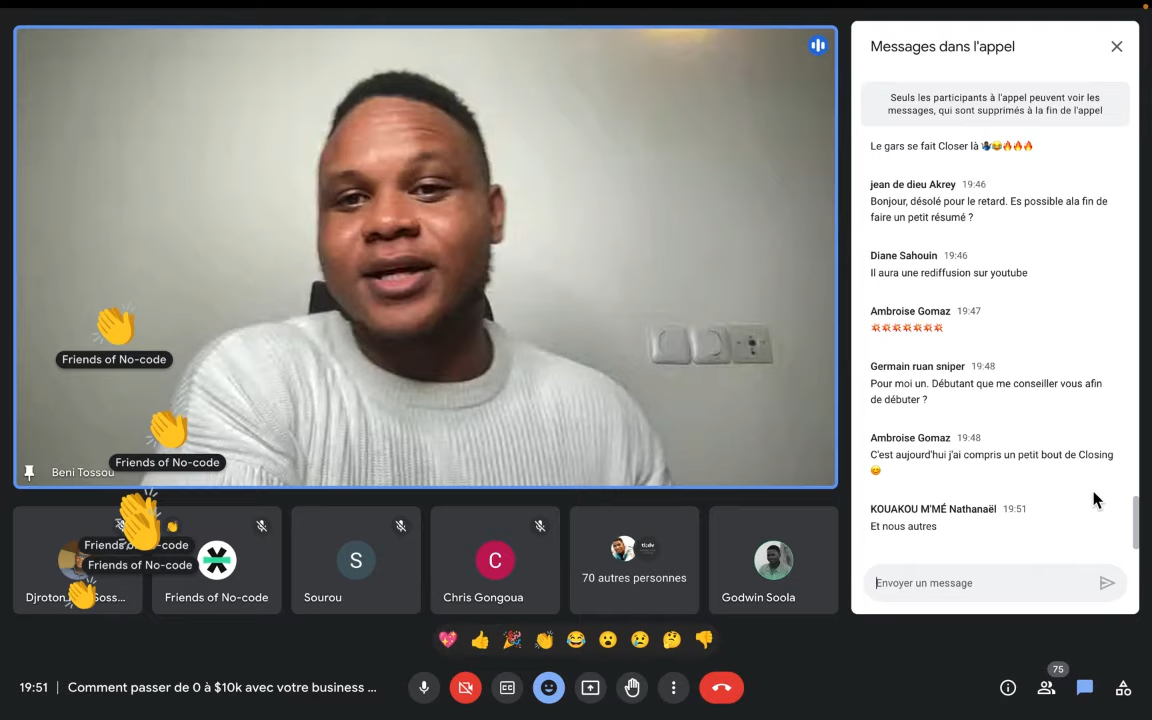 Messages dans l'appel
Seuls les participants à l'appel peuvent voir les
messages, qui sont supprimés à la fin de l'appel
Le gars se fait Closer là 🤷🏿‍♂️😂🔥🔥🔥
jean de dieu Akrey 19:46
Bonjour, désolé pour le retard. Es possible ala fin de
faire un petit résumé ?
Diane Sahouin 19:46
Il aura une rediffusion sur youtube
Ambroise Gomaz 19:47
💥💥💥💥💥💥💥
Germain ruan sniper 19:48
Pour moi un. Débutant que me conseiller vous afin
de débuter ?
Ambroise Gomaz 19:48
C'est aujourd'hui j'ai compris un petit bout de Closing
😊
KOUAKOU M'MÉ Nathanaël 19:51
Et nous autres
Envoyer un message
Friends of No-code
Friends of No-code
Beni Tossou
Friends of No-code
Friends of No-code
S
C
70 autres personnes
Friends of No-code
Sourou
Chris Gongoua
Godwin Soola
19:51 | Comment passer de 0 à $10k avec votre business ...
75